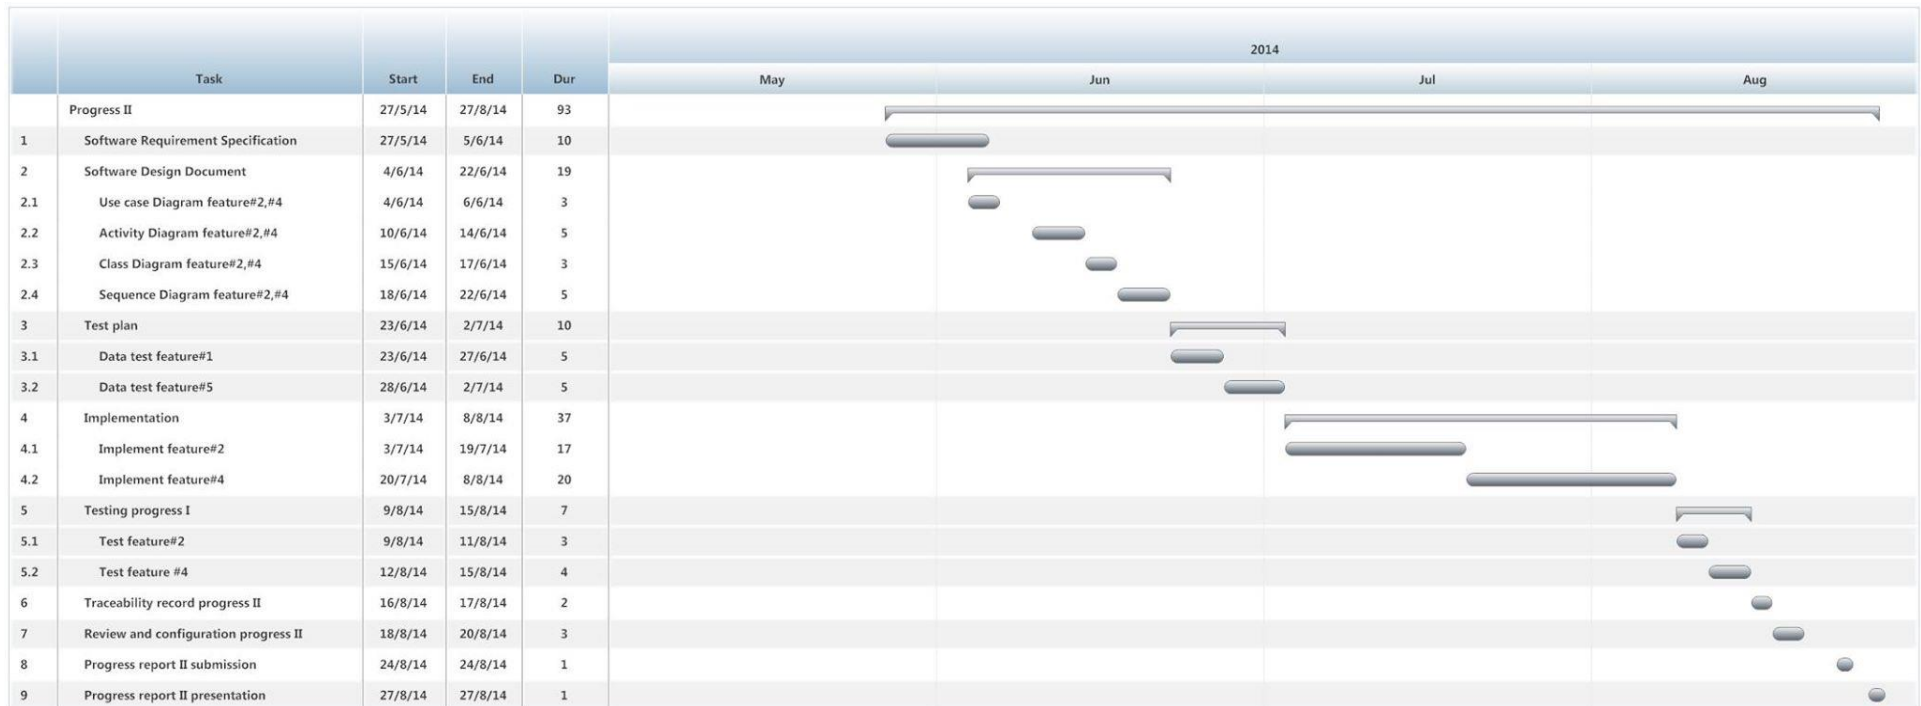 2014
Task Start End Dur May Jun Jul Aug
Progress II 27/5/14 27/8/14 93
1 Software Requirement Specification 27/5/14 5/6/14 10
2 Software Design Document 4/6/14 22/6/14 19
2.1 Use case Diagram feature#2,#4 4/6/14 6/6/14 3
2.2 Activity Diagram feature#2,#4 10/6/14 14/6/14 5
2.3 Class Diagram feature#2,#4 15/6/14 17/6/14 3
2.4 Sequence Diagram feature#2,#4 18/6/14 22/6/14 5
3 Test plan 23/6/14 2/7/14 10
3.1 Data test feature#1 23/6/14 27/6/14 5
3.2 Data test feature#5 28/6/14 2/7/14 5
4 Implementation 3/7/14 8/8/14 37
4.1 Implement feature#2 3/7/14 19/7/14 17
4.2 Implement feature#4 20/7/14 8/8/14 20
5 Testing progress I 9/8/14 15/8/14 7
5.1 Test feature#2 9/8/14 11/8/14 3
5.2 Test feature #4 12/8/14 15/8/14 4
6 Traceability record progress II 16/8/14 17/8/14 2
7 Review and configuration progress II 18/8/14 20/8/14 3
8 Progress report II submission 24/8/14 24/8/14 1
9 Progress report II presentation 27/8/14 27/8/14 1